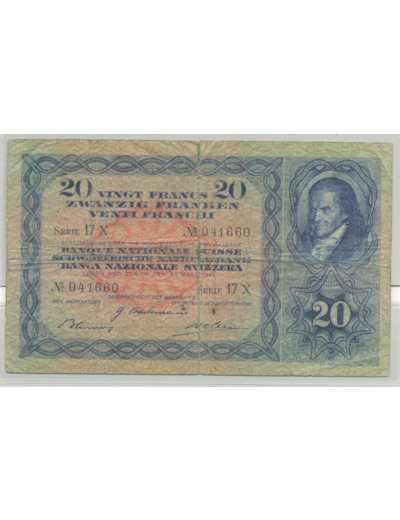 20 VINGT FRANCS 20
ZWANZIG FRANKEN
VENTI FRANCHI
SERIE 17 X № 041660
BANQUE NATIONALE SUISSE
SCHWEIZERISCHE NATIONALBANK
BANCA NAZIONALE SVIZZERA
№ 041660 SERIE 17 X
20